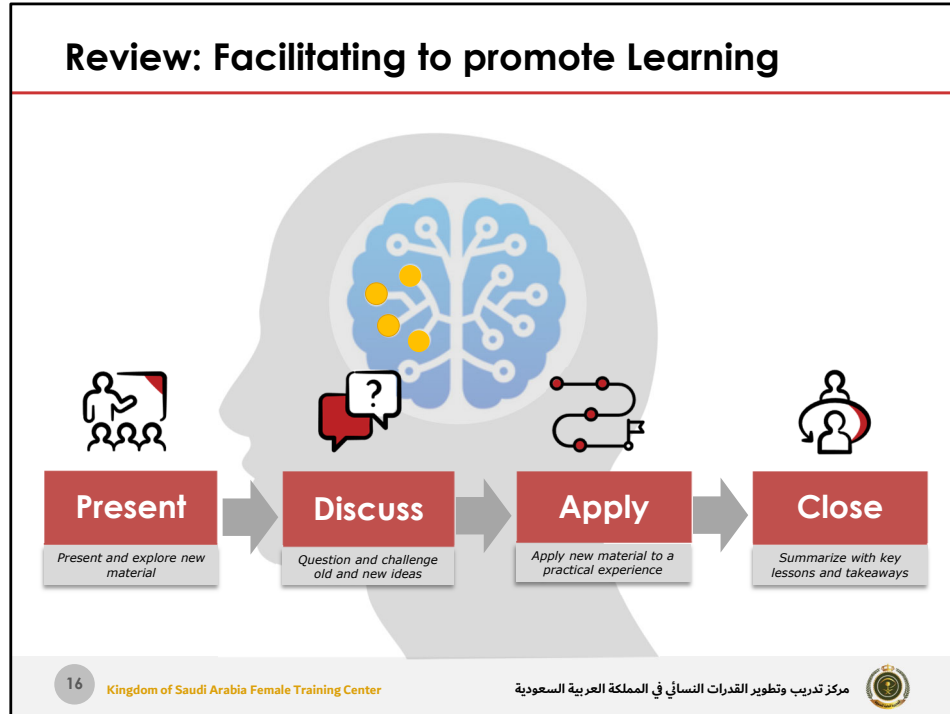 Review: Facilitating to promote Learning
?
Present
Present and explore new
material
Discuss
Question and challenge
old and new ideas
Apply
Apply new material to a
practical experience
Close
Summarize with key
lessons and takeaways
16
Kingdom of Saudi Arabia Female Training Center
مركز تدريب وتطوير القدرات النسائي في المملكة العربية السعودية